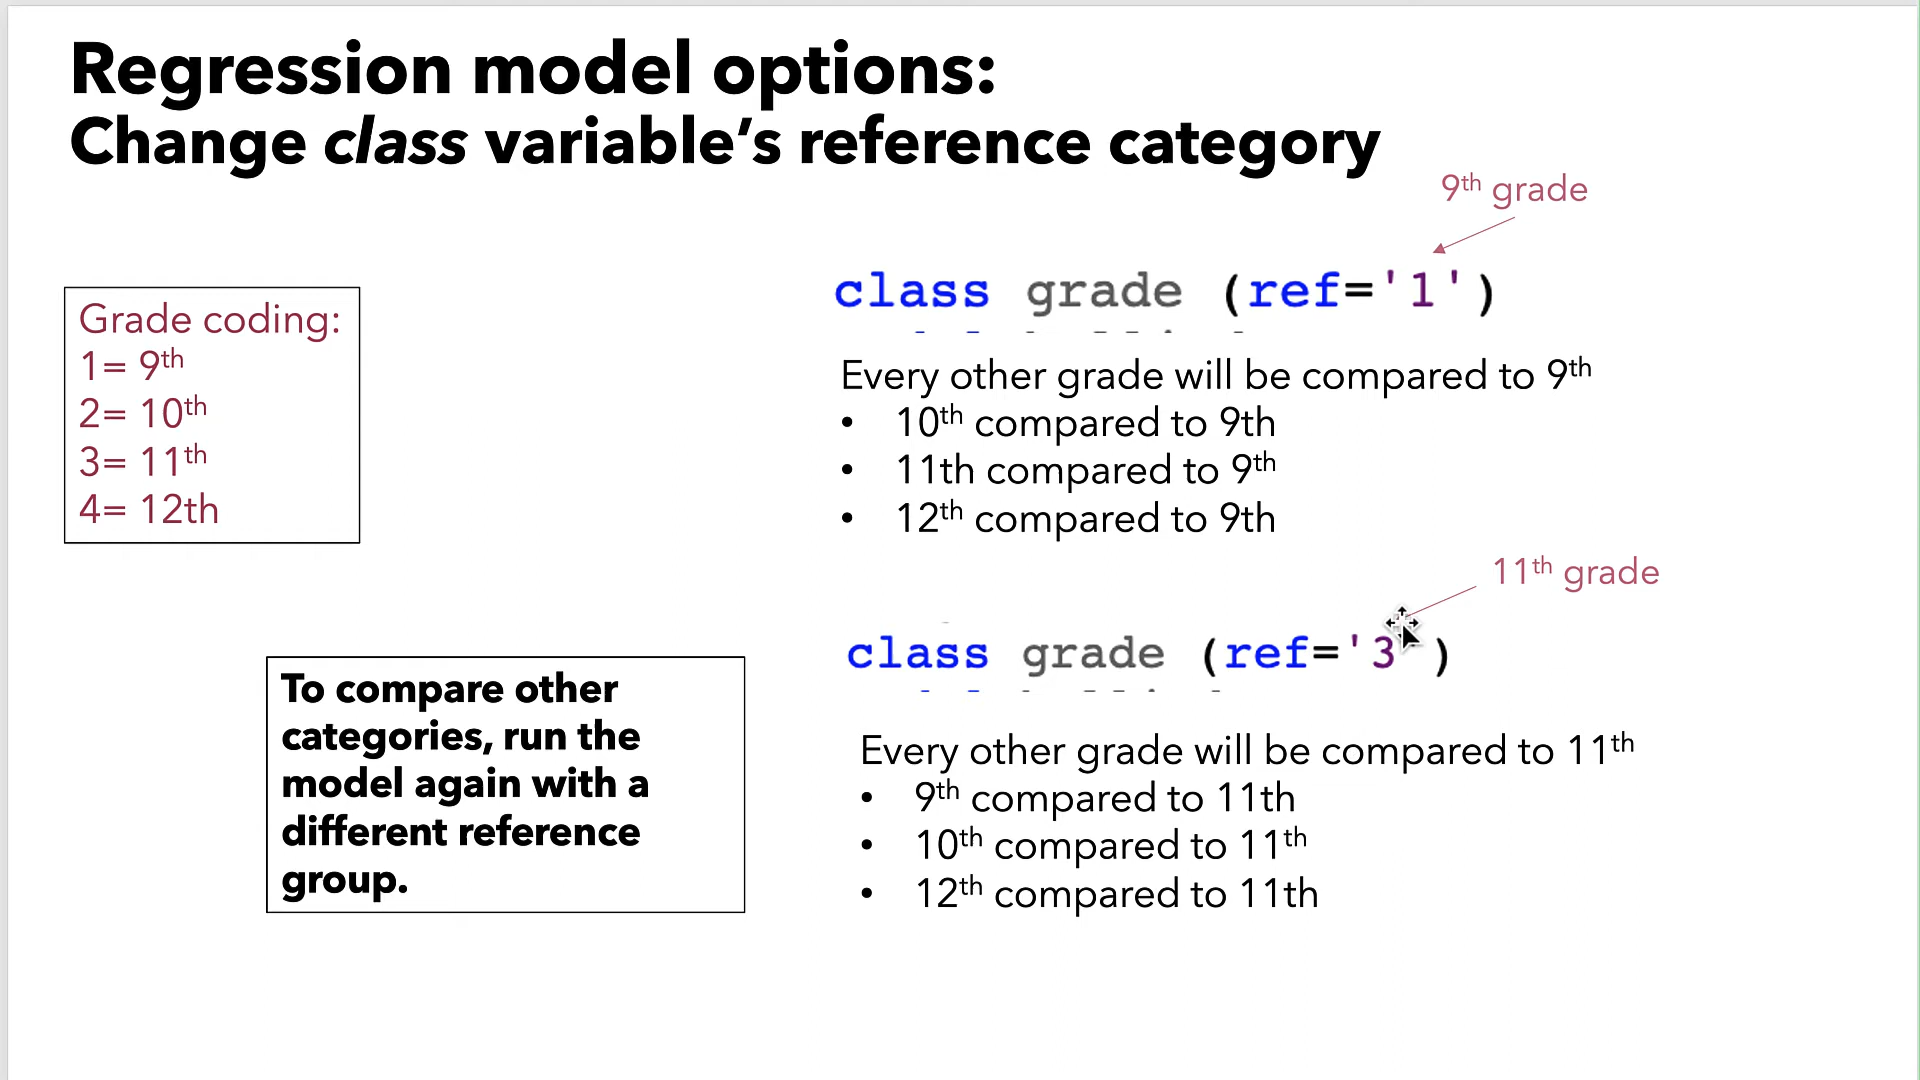 Regression model options:
Change class variable's reference category
9th grade
class grade (ref='1')
Grade coding:
1= 9th
2= 10th
3= 11th
4= 12th
Every other grade will be compared to 9th
• 10th compared to 9th
• 11th compared to 9th
• 12th compared to 9th
11th grade
class grade (ref='3')
To compare other
categories, run the
model again with a
different reference
group.
Every other grade will be compared to 11th
• 9th compared to 11th
• 10th compared to 11th
• 12th compared to 11th